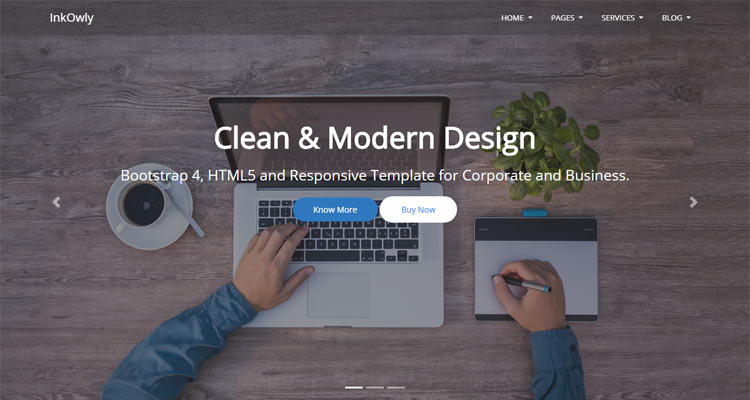 InkOwly
HOME PAGES SERVICES BLOG
Clean & Modern Design
Bootstrap 4, HTML5 and Responsive Template for Corporate and Business.
Know More Buy Now